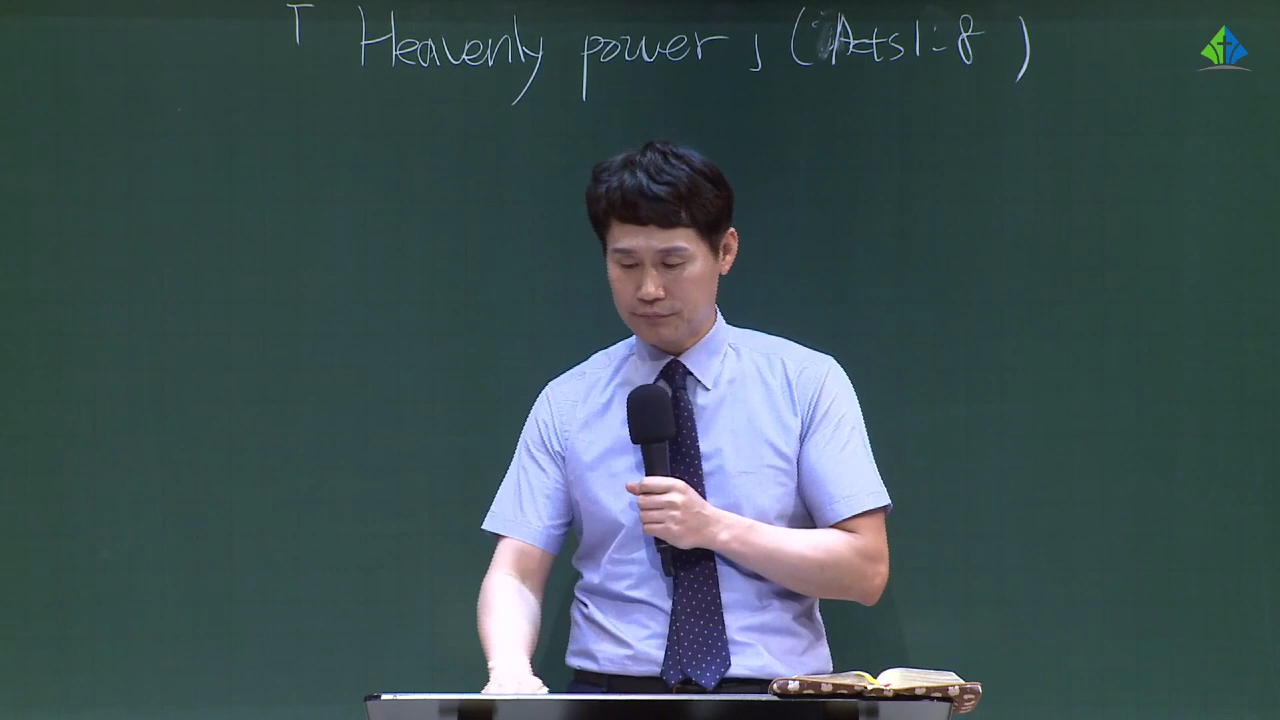 「 Heavenly power 」 ( Acts 1:8 )